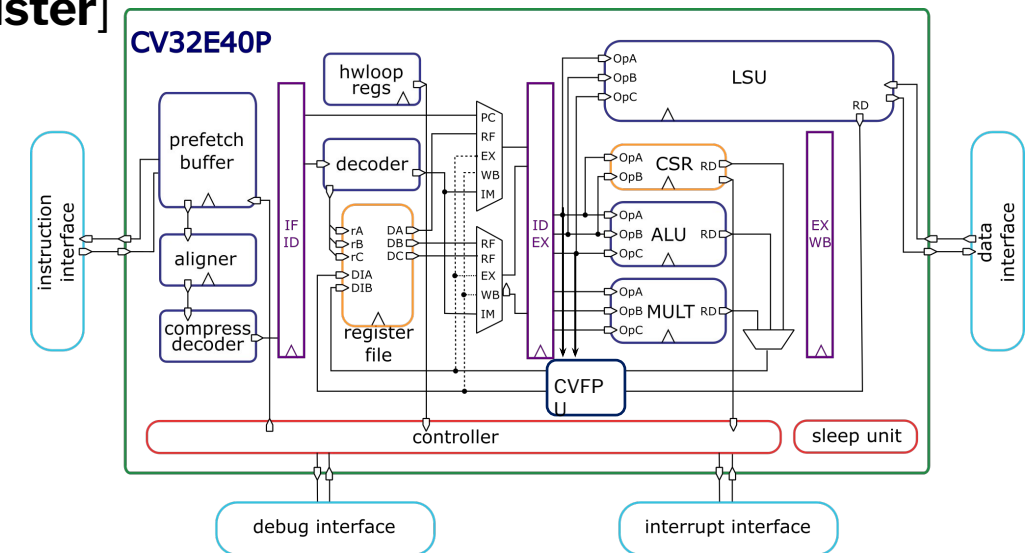 ister]
CV32E40P
hwloop
regs
prefetch
buffer
decoder
aligner
compress
decoder
IF
ID
rA
rB
rC
DIA
DIB
DA
DB
DC
register
file
PC
RF
EX
WB
IM
RF
RF
EX
WB
IM
ID
EX
OpA
OpB
OpC
LSU
RD
OpA
OpB
CSR
RD
OpA
OpB
OpC
ALU
RD
OpA
OpB
OpC
MULT
RD
EX
WB
CVFP
U
controller
sleep unit
instruction
interface
data
interface
debug interface
interrupt interface